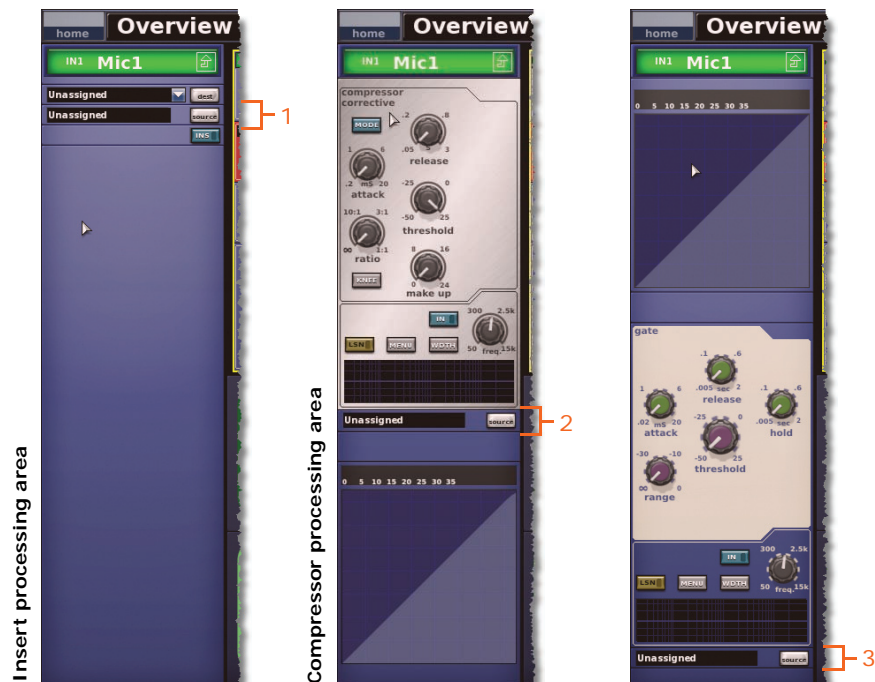 home Overview
IN1 Mic1
Unassigned dest
Unassigned source
INS
1
Insert processing area
home Overview
IN1 Mic1
compressor
corrective
MODE
.2 .8
.05 3
release
1 6
.2 mS 20
attack
-25 0
-50 25
threshold
10:1 3:1
∞ 1:1
ratio
8 16
0 24
make up
KNEE
IN
300 2.5k
50 freq. 15k
LSN MENU WDTH
Unassigned source
2
0 5 10 15 20 25 30 35
Compressor processing area
home Overview
IN1 Mic1
0 5 10 15 20 25 30 35
gate
.1 .6
.005 sec 2
release
1 6
.02 mS 20
attack
.1 .6
.005 sec 2
hold
-25 0
-50 25
threshold
-30 -10
∞ 0
range
IN
300 2.5k
50 freq. 15k
LSN MENU WDTH
Unassigned source
3